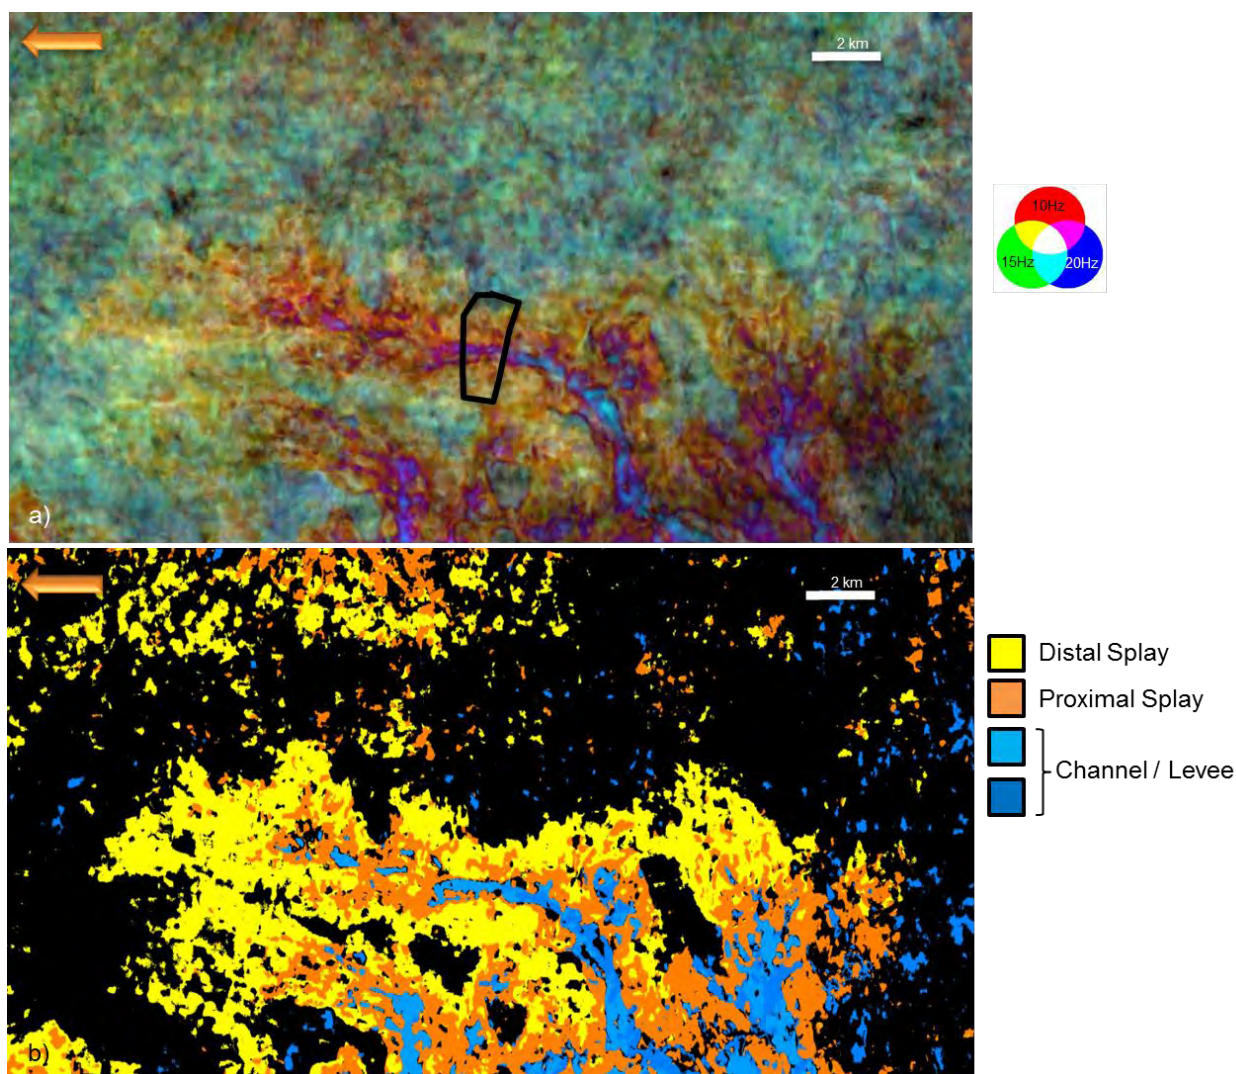 2 km
10Hz
15Hz
20Hz
a)
2 km
Distal Splay
Proximal Splay
Channel / Levee
b)